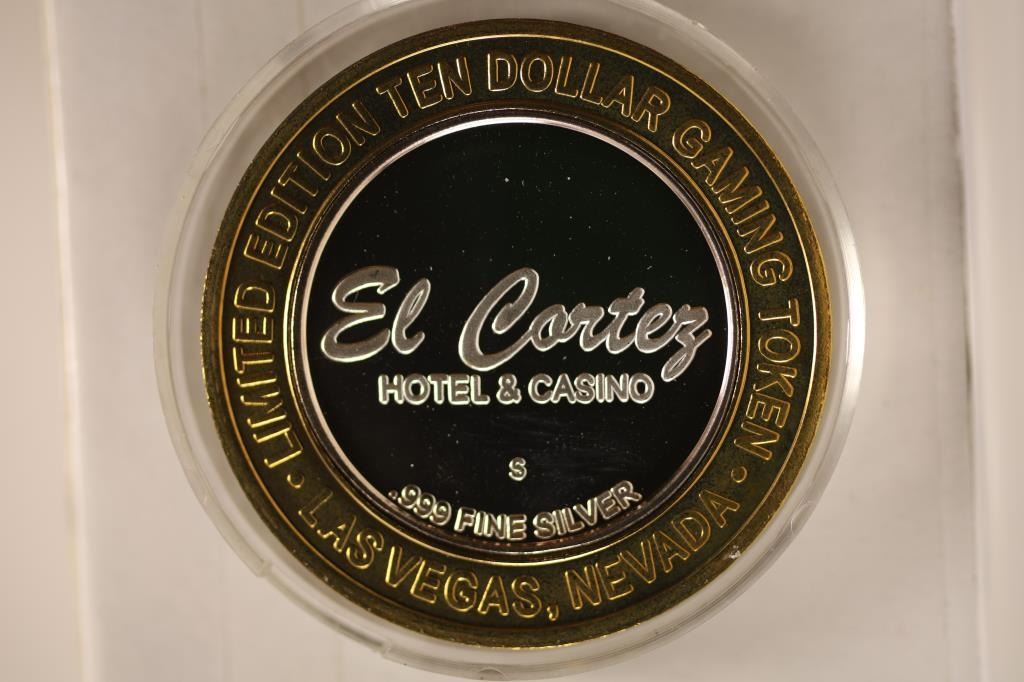 LIMITED EDITION TEN DOLLAR GAMING TOKEN
El Cortez
HOTEL & CASINO
S
.999 FINE SILVER
• LAS VEGAS, NEVADA •